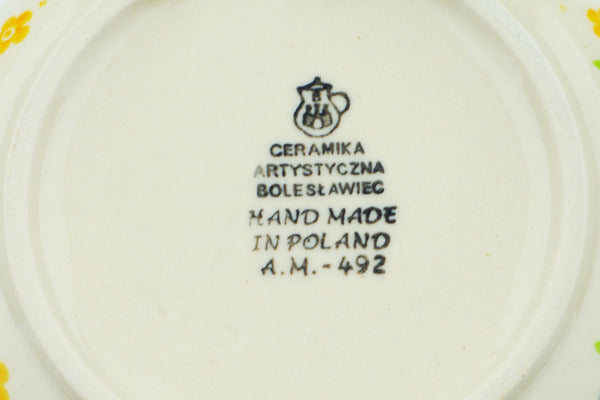 CERAMIKA
ARTYSTYCZNA
BOLESŁAWIEC
HAND MADE
IN POLAND
A.M.-492